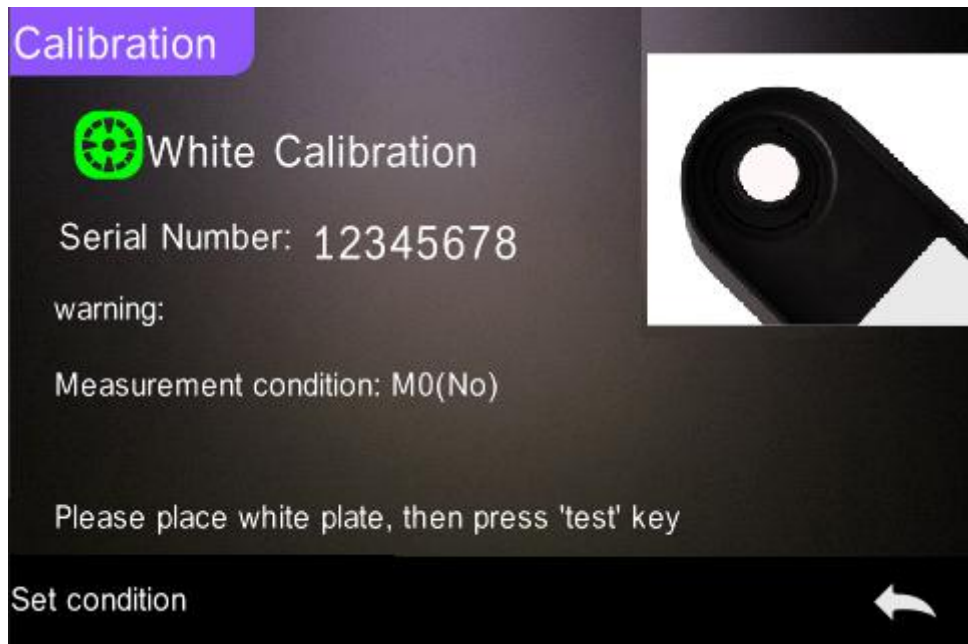 Calibration
White Calibration
Serial Number: 12345678
warning:
Measurement condition: M0(No)
Please place white plate, then press 'test' key
Set condition